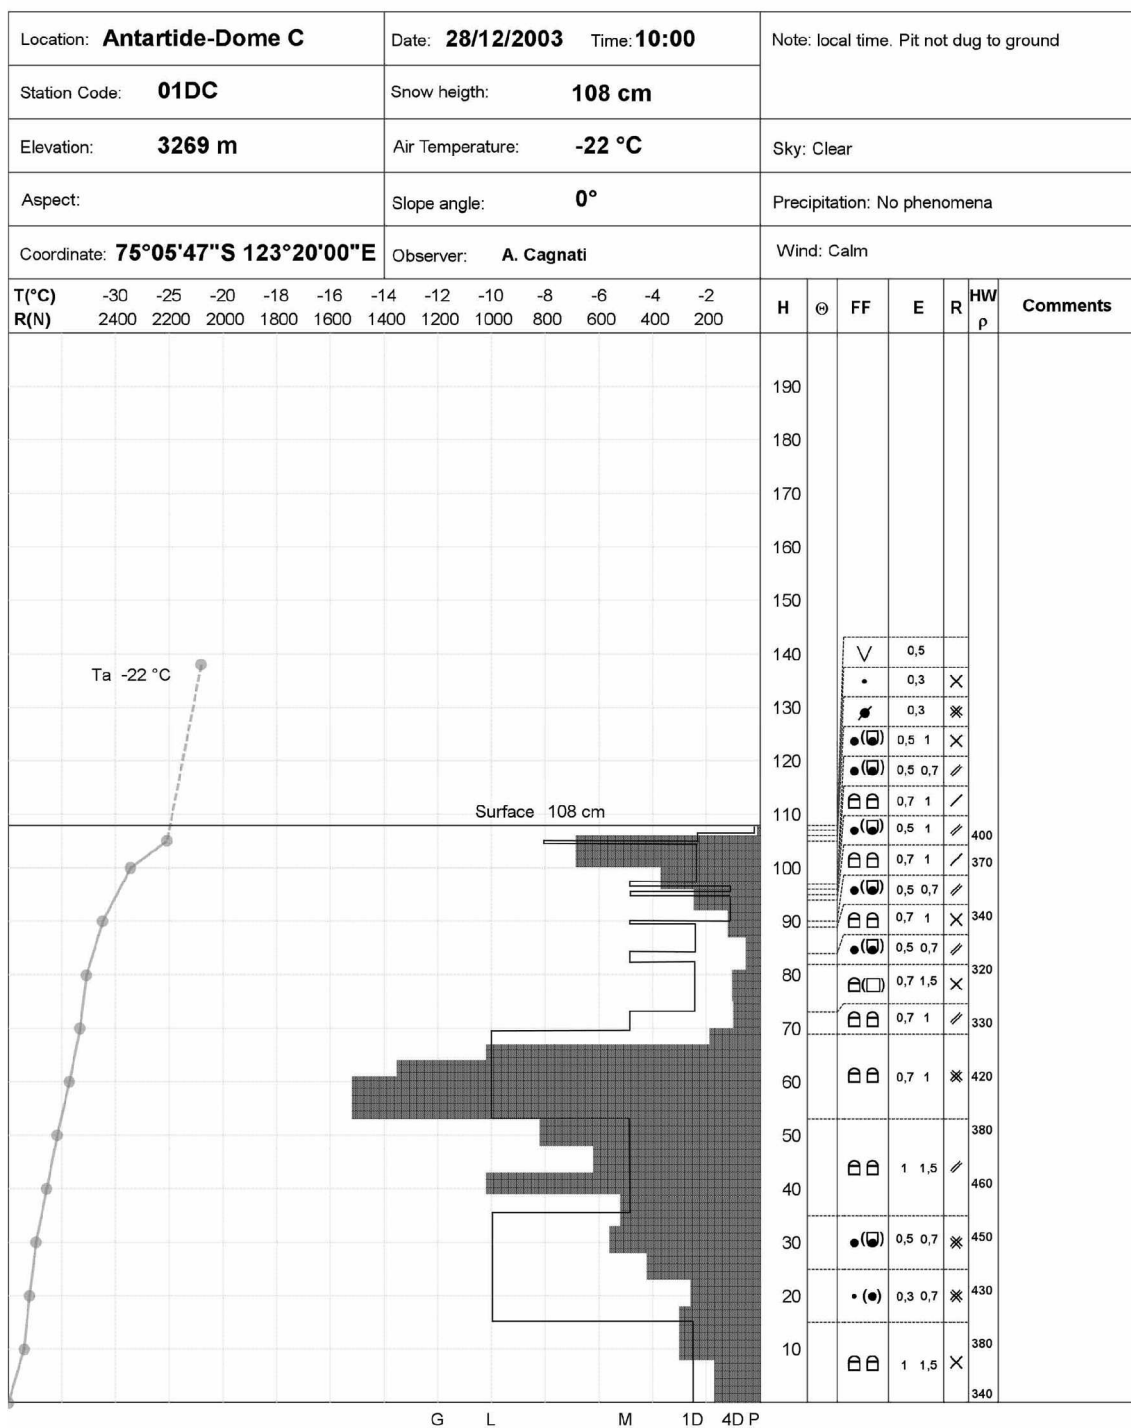 Location: Antartide-Dome C Date: 28/12/2003 Time: 10:00 Note: local time. Pit not dug to ground
Station Code: 01DC Snow heigth: 108 cm
Elevation: 3269 m Air Temperature: -22 °C Sky: Clear
Aspect: Slope angle: 0° Precipitation: No phenomena
Coordinate: 75°05'47"S 123°20'00"E Observer: A. Cagnati Wind: Calm
T(°C) -30 -25 -20 -18 -16 -14 -12 -10 -8 -6 -4 -2
R(N) 2400 2200 2000 1800 1600 1400 1200 1000 800 600 400 200
H Θ FF E R HW ρ Comments
190
180
170
160
150
140 0,5
Ta -22 °C
0,3
130 0,3
0,5 1
120 0,5 0,7
0,7 1
110
Surface 108 cm
0,5 1 400
100 0,7 1 370
0,5 0,7
90 0,7 1 340
0,5 0,7
80 0,7 1,5 320
70 0,7 1 330
60 0,7 1 420
50 380
1 1,5
40 460
30 0,5 0,7 450
20 0,3 0,7 430
10 380
1 1,5
340
G L M 1D 4D P